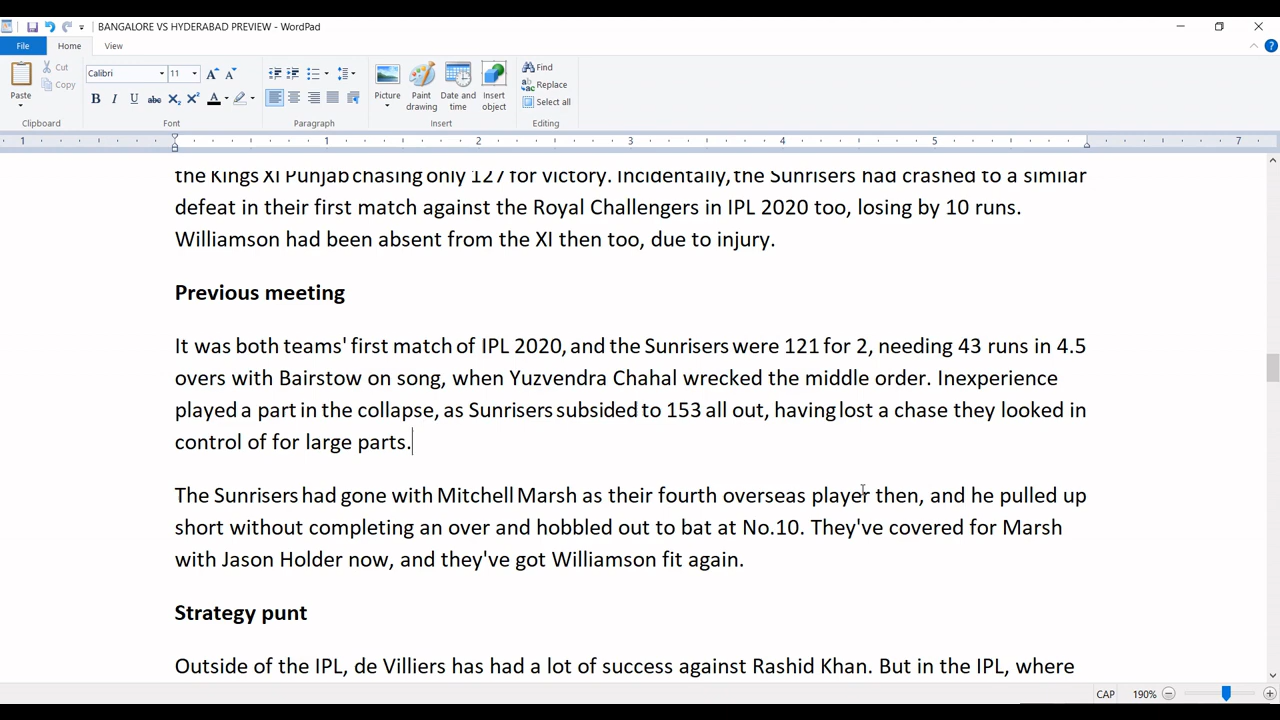 BANGALORE VS HYDERABAD PREVIEW - WordPad
File Home View
Paste
Cut
Copy
Clipboard
Calibri 11
Font
Paragraph
Picture
Paint drawing
Date and time
Insert object
Insert
Find
Replace
Select all
Editing
1 1 2 3 4 5 7
the Kings XI Punjab chasing only 127 for victory. Incidentally, the Sunrisers had crashed to a similar
defeat in their first match against the Royal Challengers in IPL 2020 too, losing by 10 runs.
Williamson had been absent from the XI then too, due to injury.
Previous meeting
It was both teams' first match of IPL 2020, and the Sunrisers were 121 for 2, needing 43 runs in 4.5
overs with Bairstow on song, when Yuzvendra Chahal wrecked the middle order. Inexperience
played a part in the collapse, as Sunrisers subsided to 153 all out, having lost a chase they looked in
control of for large parts.
The Sunrisers had gone with Mitchell Marsh as their fourth overseas player then, and he pulled up
short without completing an over and hobbled out to bat at No.10. They've covered for Marsh
with Jason Holder now, and they've got Williamson fit again.
Strategy punt
Outside of the IPL, de Villiers has had a lot of success against Rashid Khan. But in the IPL, where
CAP 190%